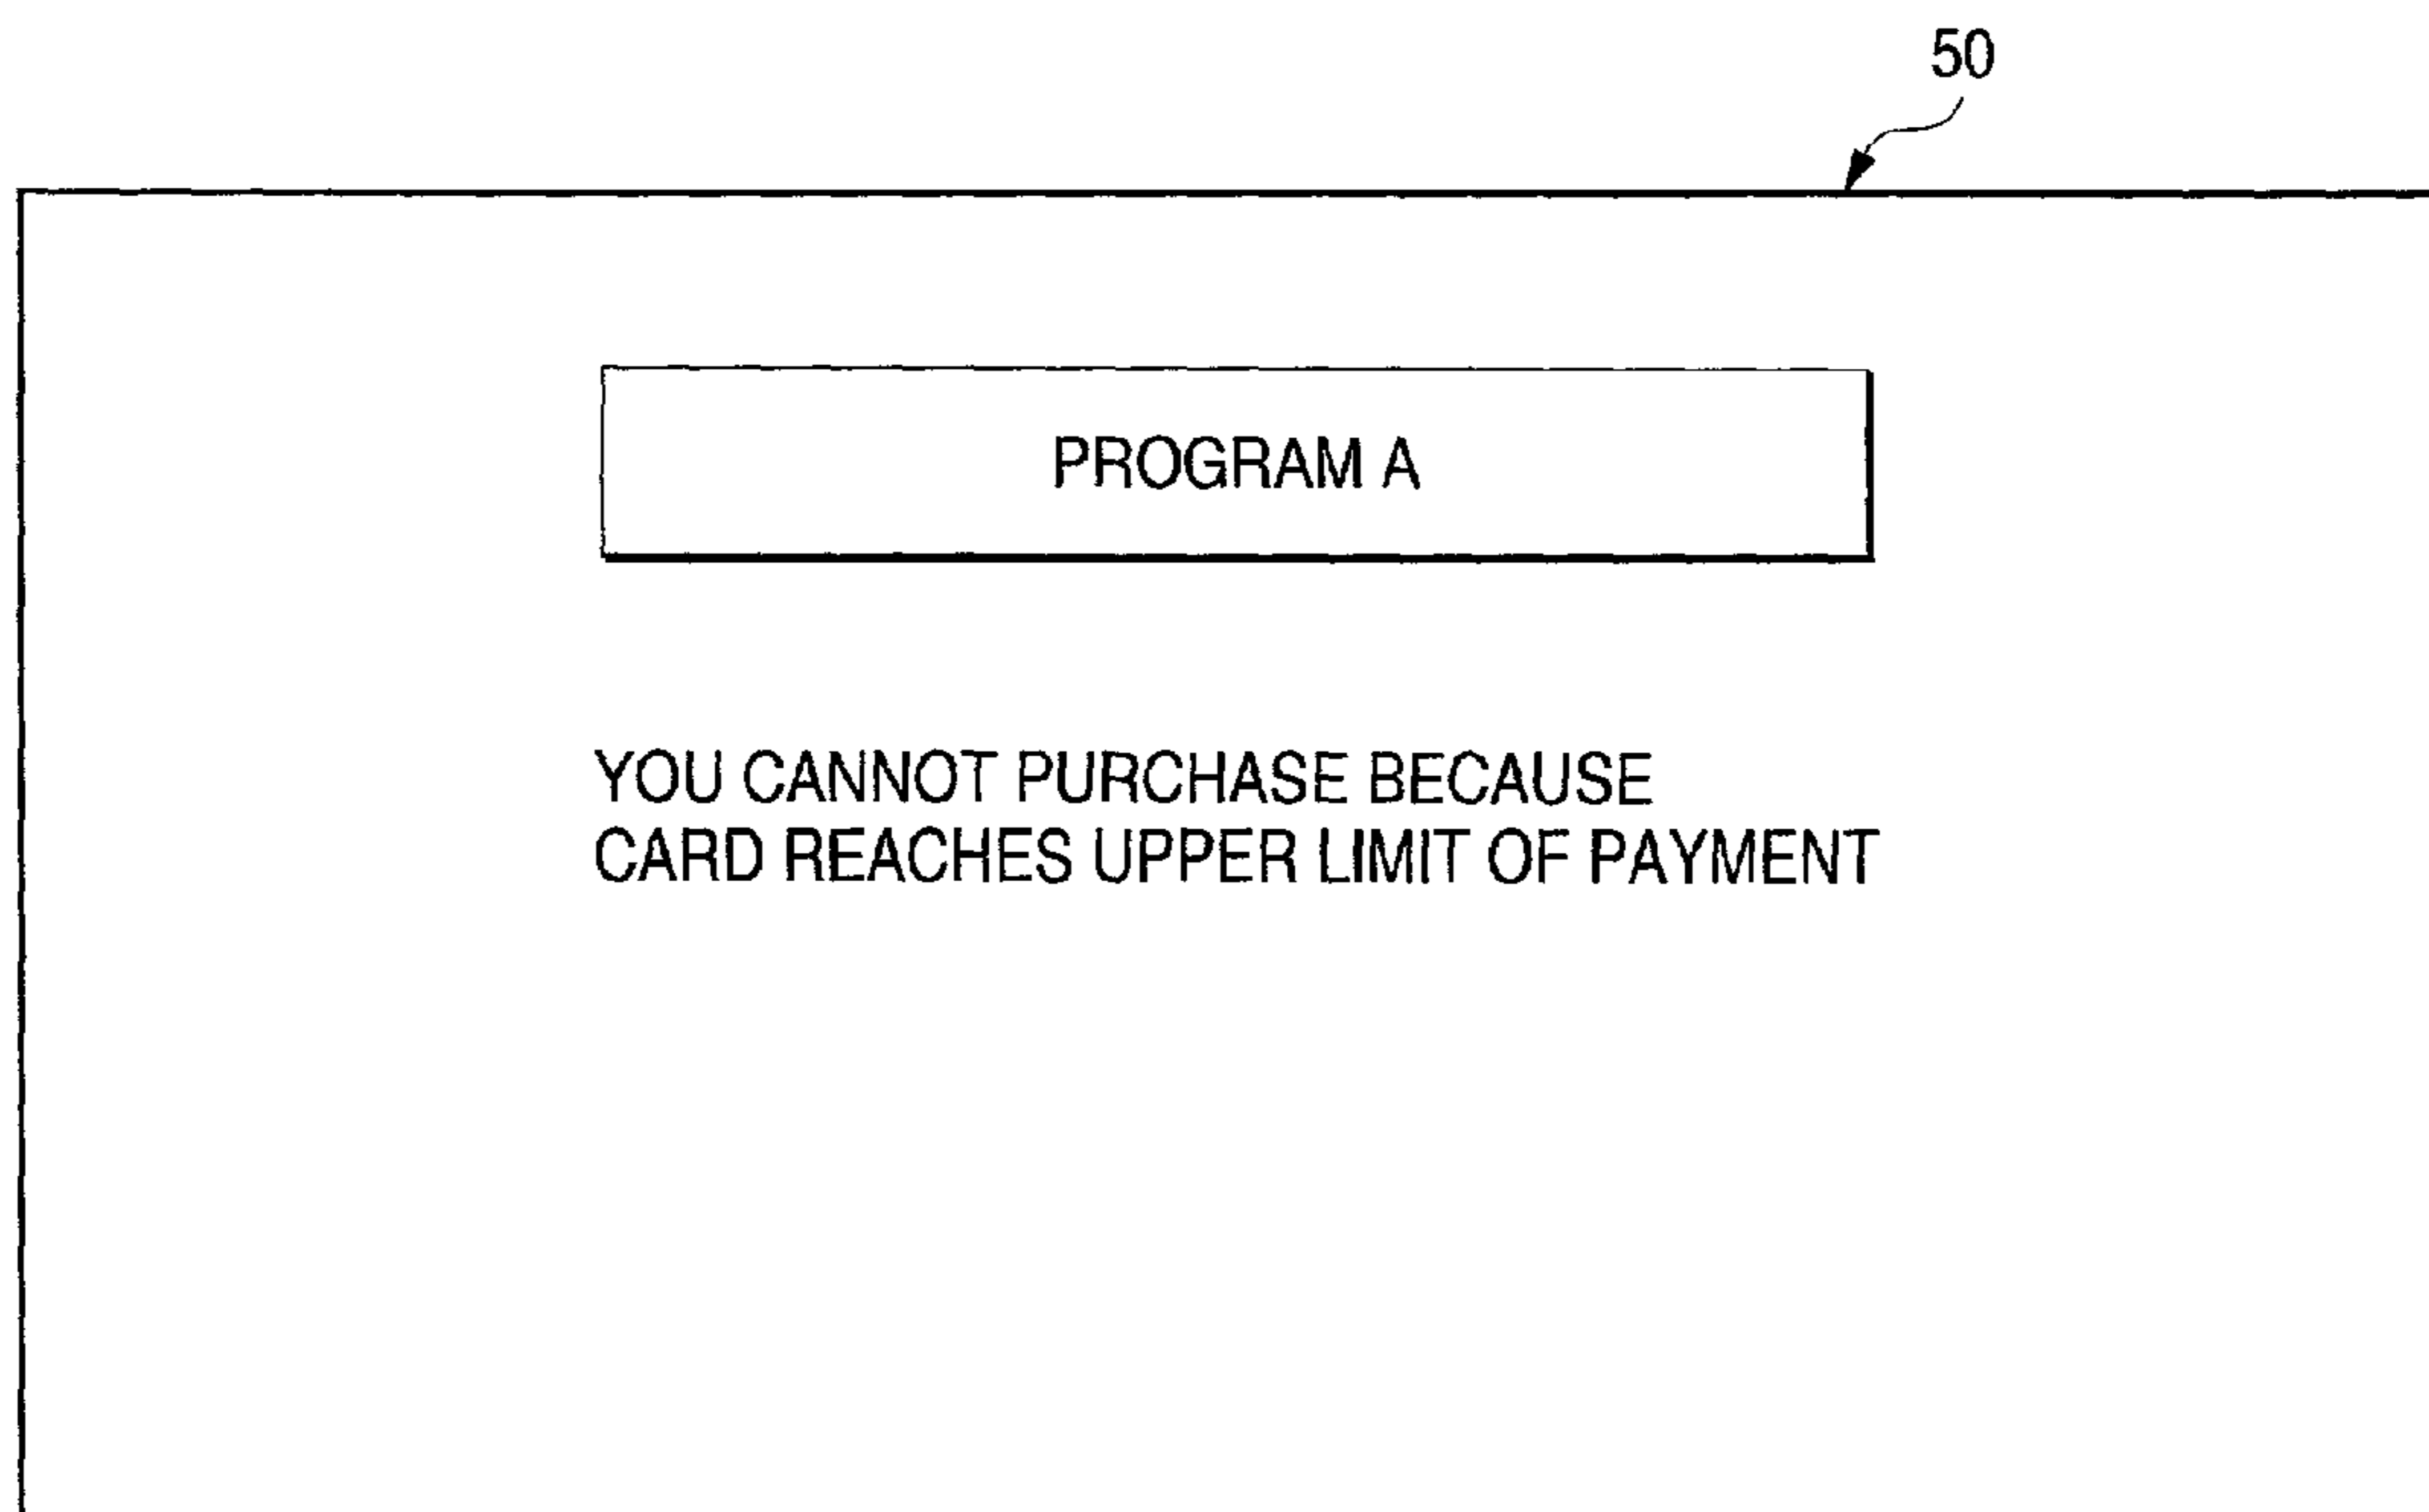 50
PROGRAM A
YOU CANNOT PURCHASE BECAUSE
CARD REACHES UPPER LIMIT OF PAYMENT